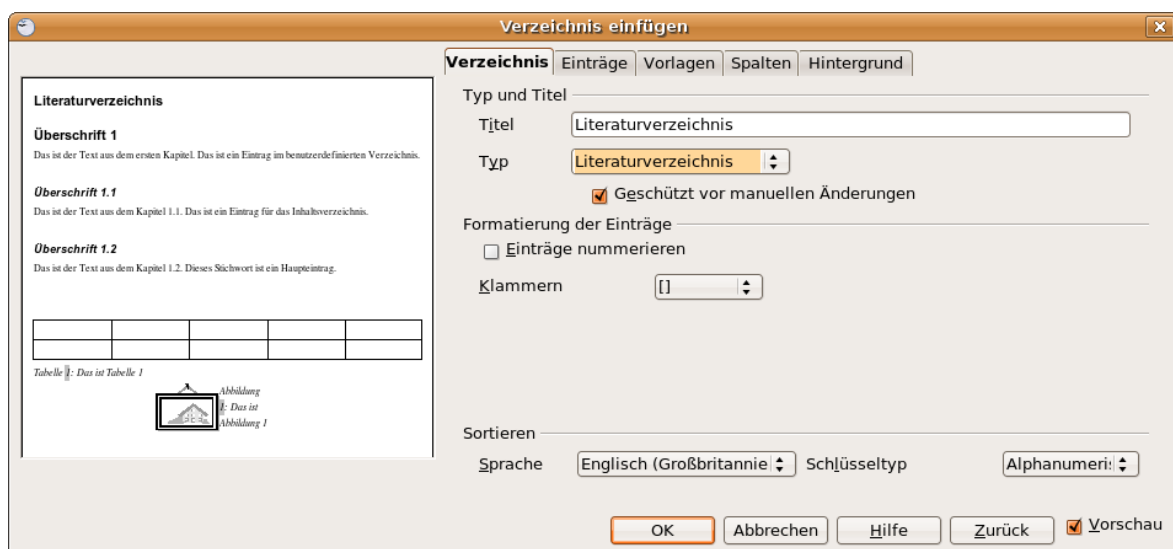 Verzeichnis einfügen
Verzeichnis Einträge Vorlagen Spalten Hintergrund
Literaturverzeichnis
Überschrift 1
Das ist der Text aus dem ersten Kapitel. Das ist ein Eintrag im benutzerdefinierten Verzeichnis.
Überschrift 1.1
Das ist der Text aus dem Kapitel 1.1. Das ist ein Eintrag für das Inhaltsverzeichnis.
Überschrift 1.2
Das ist der Text aus dem Kapitel 1.2. Dieses Stichwort ist ein Haupteintrag.
Tabelle 1: Das ist Tabelle 1
Abbildung
1: Das ist
Abbildung 1
Typ und Titel
Titel Literaturverzeichnis
Typ Literaturverzeichnis
Geschützt vor manuellen Änderungen
Formatierung der Einträge
Einträge nummerieren
Klammern []
Sortieren
Sprache Englisch (Großbritannie Schlüsseltyp Alphanumeri
OK Abbrechen Hilfe Zurück Vorschau